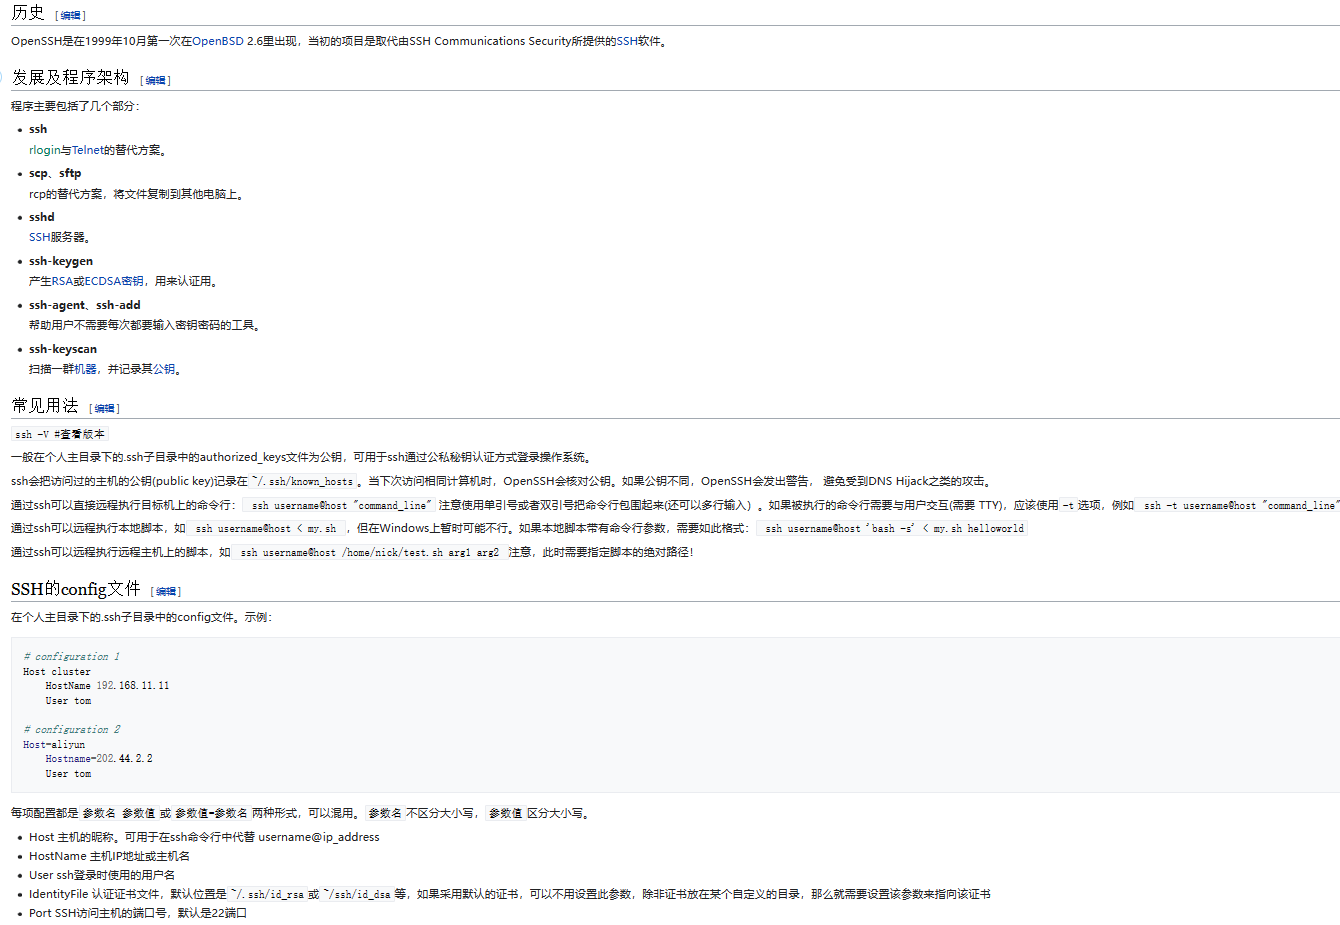 历史 [编辑]
OpenSSH是在1999年10月第一次在OpenBSD 2.6里出现，当初的项目是取代由SSH Communications Security所提供的SSH软件。
发展及程序架构 [编辑]
程序主要包括了几个部分：
• ssh
rlogin与Telnet的替代方案。
• scp、sftp
rcp的替代方案，将文件复制到其他电脑上。
• sshd
SSH服务器。
• ssh-keygen
产生RSA或ECDSA密钥，用来认证用。
• ssh-agent、ssh-add
帮助用户不需要每次都要输入密钥密码的工具。
• ssh-keyscan
扫描一群机器，并记录其公钥。
常见用法 [编辑]
ssh -V #查看版本
一般在个人主目录下的.ssh子目录中的authorized_keys文件为公钥，可用于ssh通过公私秘钥认证方式登录操作系统。
ssh会把访问过的主机的公钥(public key)记录在 ~/.ssh/known_hosts 。当下次访问相同计算机时，OpenSSH会核对公钥。如果公钥不同，OpenSSH会发出警告， 避免受到DNS Hijack之类的攻击。
通过ssh可以直接远程执行目标机上的命令行： ssh username@host "command_line" 注意使用单引号或者双引号把命令行包围起来(还可以多行输入）。如果被执行的命令行需要与用户交互(需要 TTY)，应该使用 -t 选项，例如 ssh -t username@host "command_line"
通过ssh可以远程执行本地脚本，如 ssh username@host < my.sh ，但在Windows上暂时可能不行。如果本地脚本带有命令行参数，需要如此格式： ssh username@host 'bash -s' < my.sh helloworld
通过ssh可以远程执行远程主机上的脚本，如 ssh username@host /home/nick/test.sh arg1 arg2 注意，此时需要指定脚本的绝对路径！
SSH的config文件 [编辑]
在个人主目录下的.ssh子目录中的config文件。示例：
# configuration 1
Host cluster
HostName 192.168.11.11
User tom
# configuration 2
Host=aliyun
Hostname=202.44.2.2
User tom
每项配置都是 参数名 参数值 或 参数值=参数名 两种形式，可以混用。 参数名 不区分大小写， 参数值 区分大小写。
• Host 主机的昵称。可用于在ssh命令行中代替 username@ip_address
• HostName 主机IP地址或主机名
• User ssh登录时使用的用户名
• IdentityFile 认证证书文件，默认位置是 ~/.ssh/id_rsa 或 ~/ssh/id_dsa 等，如果采用默认的证书，可以不用设置此参数，除非证书放在某个自定义的目录，那么就需要设置该参数来指向该证书
• Port SSH访问主机的端口号，默认是22端口